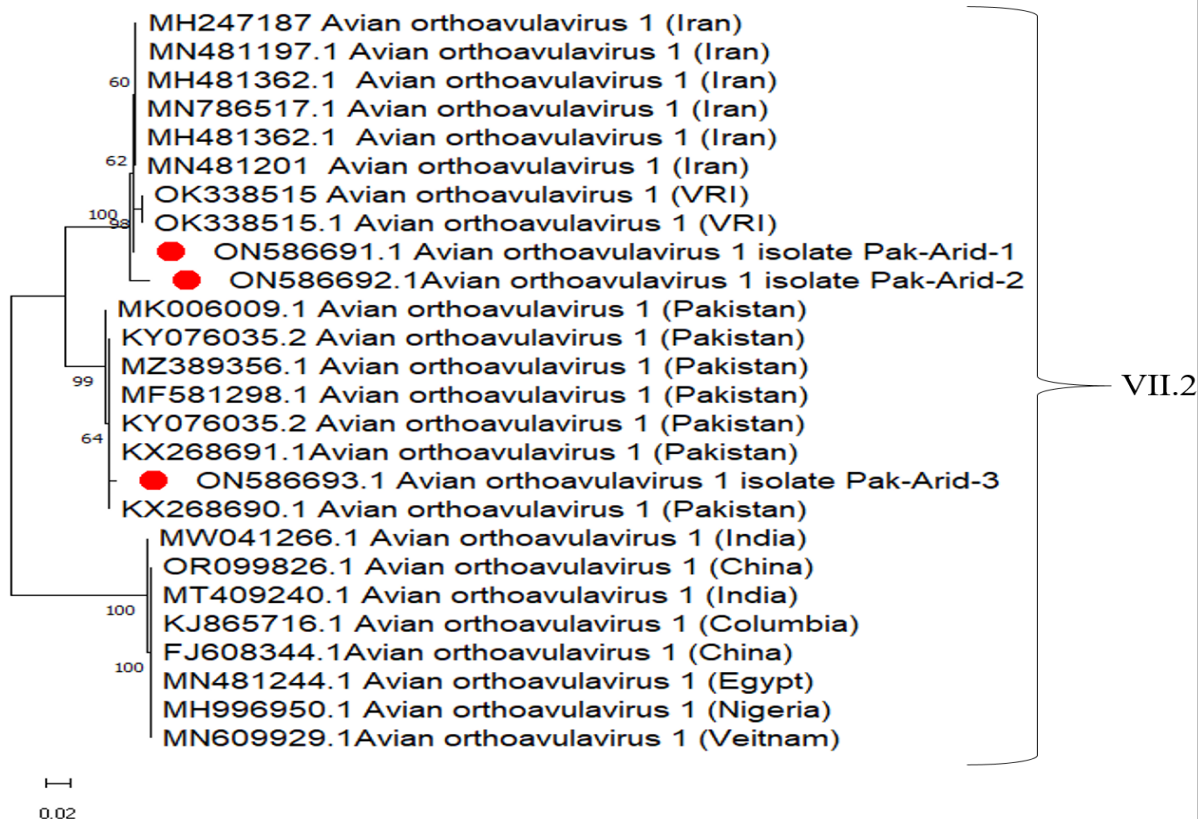 MH247187 Avian orthoavulavirus 1 (Iran)
MN481197.1 Avian orthoavulavirus 1 (Iran)
60
MH481362.1 Avian orthoavulavirus 1 (Iran)
MN786517.1 Avian orthoavulavirus 1 (Iran)
MH481362.1 Avian orthoavulavirus 1 (Iran)
62
MN481201 Avian orthoavulavirus 1 (Iran)
OK338515 Avian orthoavulavirus 1 (VRI)
100
98
OK338515.1 Avian orthoavulavirus 1 (VRI)
ON586691.1 Avian orthoavulavirus 1 isolate Pak-Arid-1
ON586692.1Avian orthoavulavirus 1 isolate Pak-Arid-2
MK006009.1 Avian orthoavulavirus 1 (Pakistan)
KY076035.2 Avian orthoavulavirus 1 (Pakistan)
MZ389356.1 Avian orthoavulavirus 1 (Pakistan)
99
VII.2
MF581298.1 Avian orthoavulavirus 1 (Pakistan)
KY076035.2 Avian orthoavulavirus 1 (Pakistan)
64
KX268691.1Avian orthoavulavirus 1 (Pakistan)
ON586693.1 Avian orthoavulavirus 1 isolate Pak-Arid-3
KX268690.1 Avian orthoavulavirus 1 (Pakistan)
MW041266.1 Avian orthoavulavirus 1 (India)
OR099826.1 Avian orthoavulavirus 1 (China)
MT409240.1 Avian orthoavulavirus 1 (India)
100
KJ865716.1 Avian orthoavulavirus 1 (Columbia)
FJ608344.1Avian orthoavulavirus 1 (China)
100
MN481244.1 Avian orthoavulavirus 1 (Egypt)
MH996950.1 Avian orthoavulavirus 1 (Nigeria)
MN609929.1Avian orthoavulavirus 1 (Veitnam)
0.02